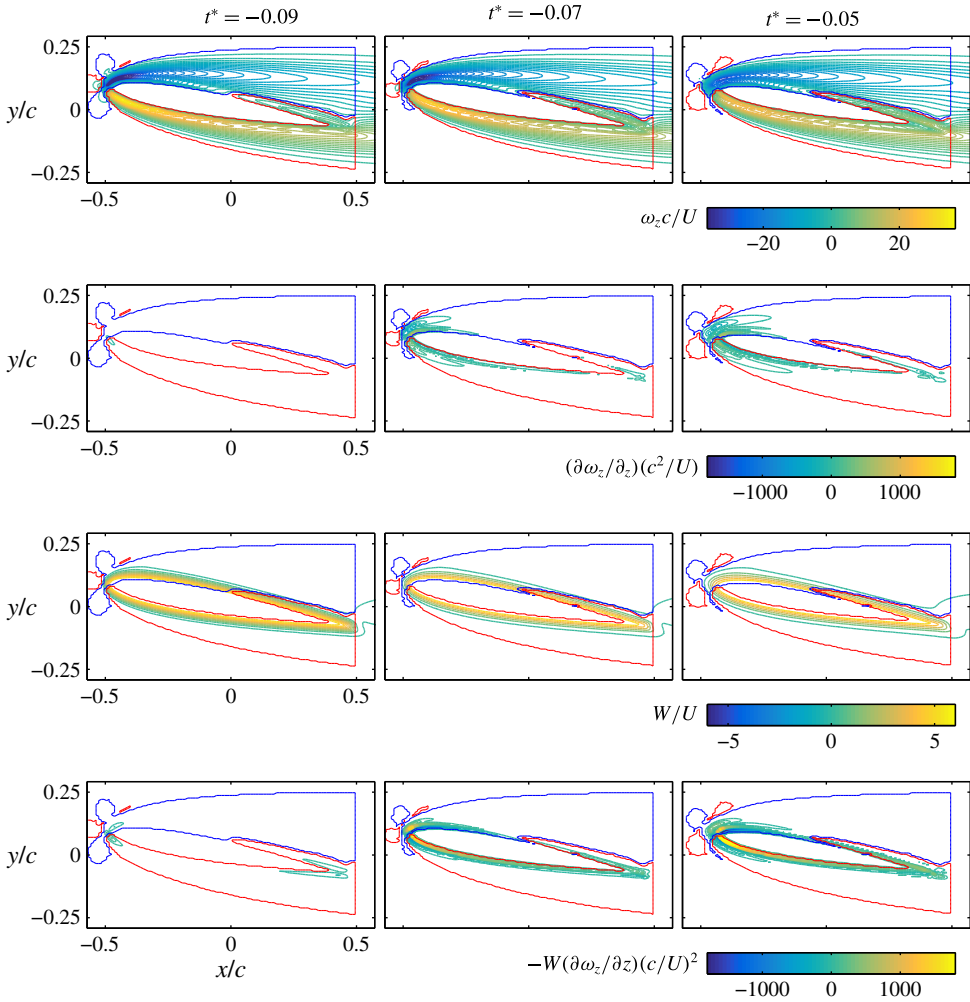 t* = −0.09 t* = −0.07 t* = −0.05
0.25
y/c 0
−0.25
−0.5 0 0.5
ω_z c/U
−20 0 20
0.25
y/c 0
−0.25
−0.5 0 0.5
(∂ω_z/∂_z)(c²/U)
−1000 0 1000
0.25
y/c 0
−0.25
−0.5 0 0.5
W/U
−5 0 5
0.25
y/c 0
−0.25
−0.5 0 0.5
x/c
−W(∂ω_z/∂z)(c/U)²
−1000 0 1000